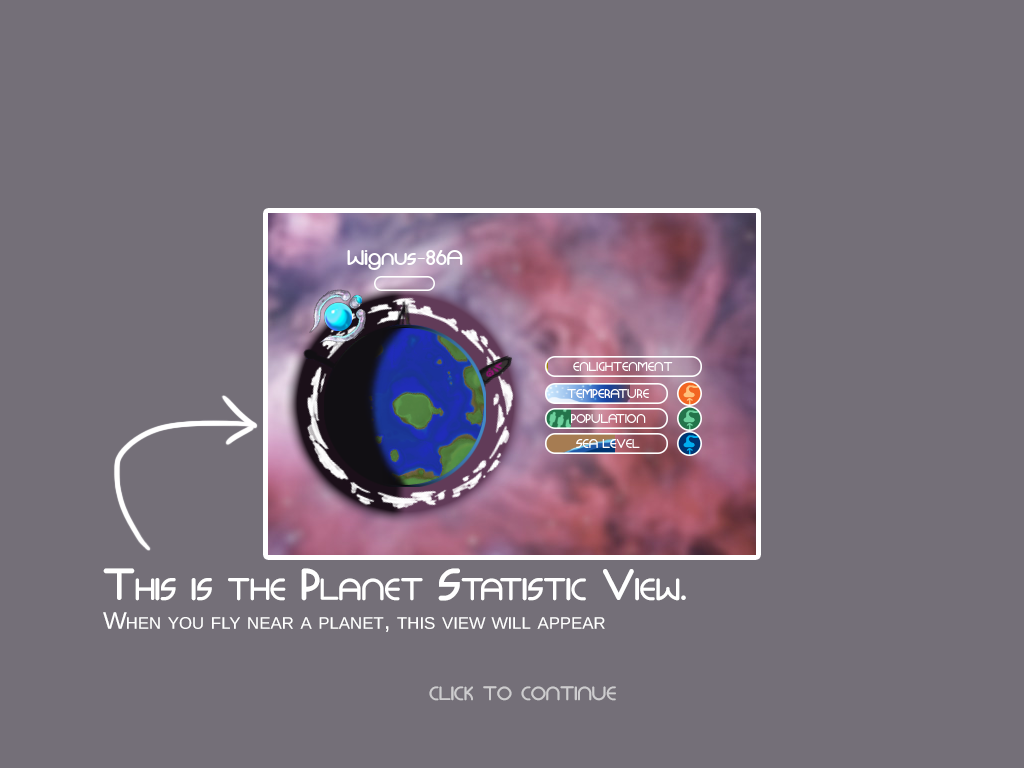 Wignus-86A
ENLIGHTENMENT
TEMPERATURE
POPULATION
SEA LEVEL
This is the Planet Statistic View.
When you fly near a planet, this view will appear
CLICK TO CONTINUE